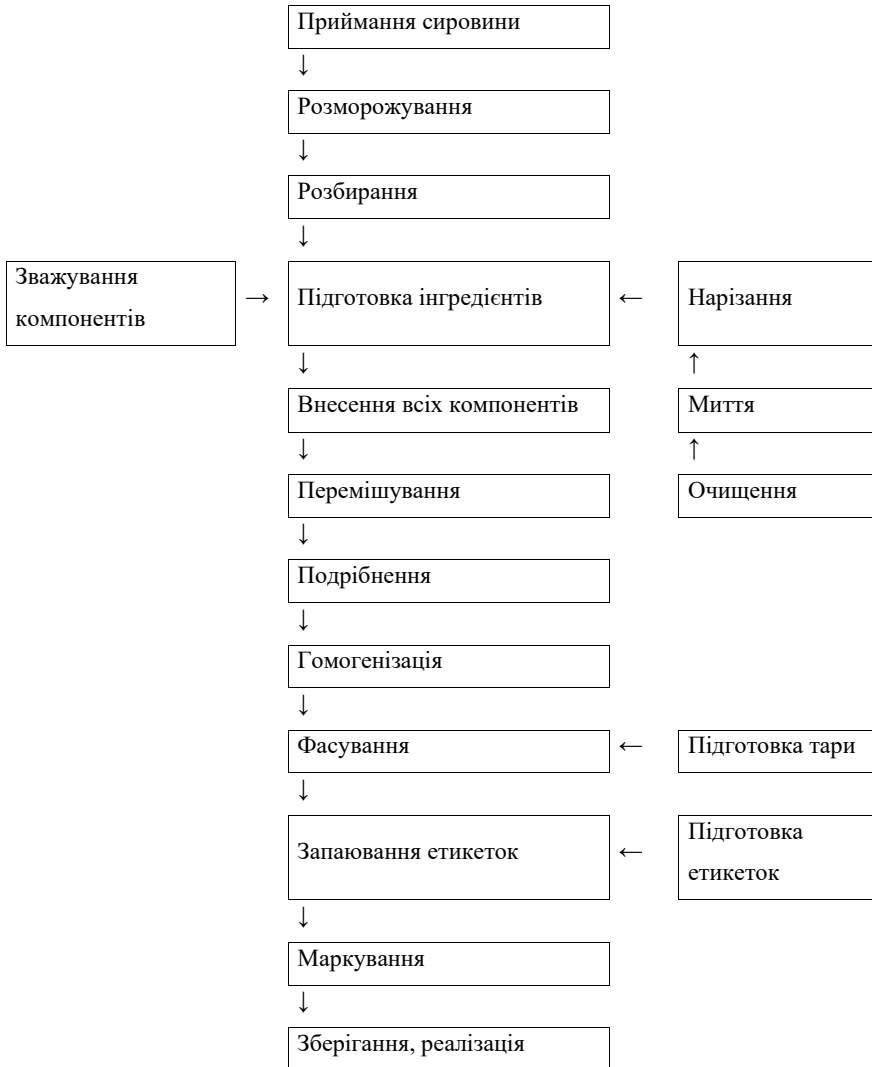 Приймання сировини
↓
Розморожування
↓
Розбирання
↓
Зважування
компонентів
→
Підготовка інгредієнтів
←
Нарізання
↓
↑
Внесення всіх компонентів
Миття
↓
↑
Перемішування
Очищення
↓
Подрібнення
↓
Гомогенізація
↓
Фасування
←
Підготовка тари
↓
Запаювання етикеток
←
Підготовка
етикеток
↓
Маркування
↓
Зберігання, реалізація